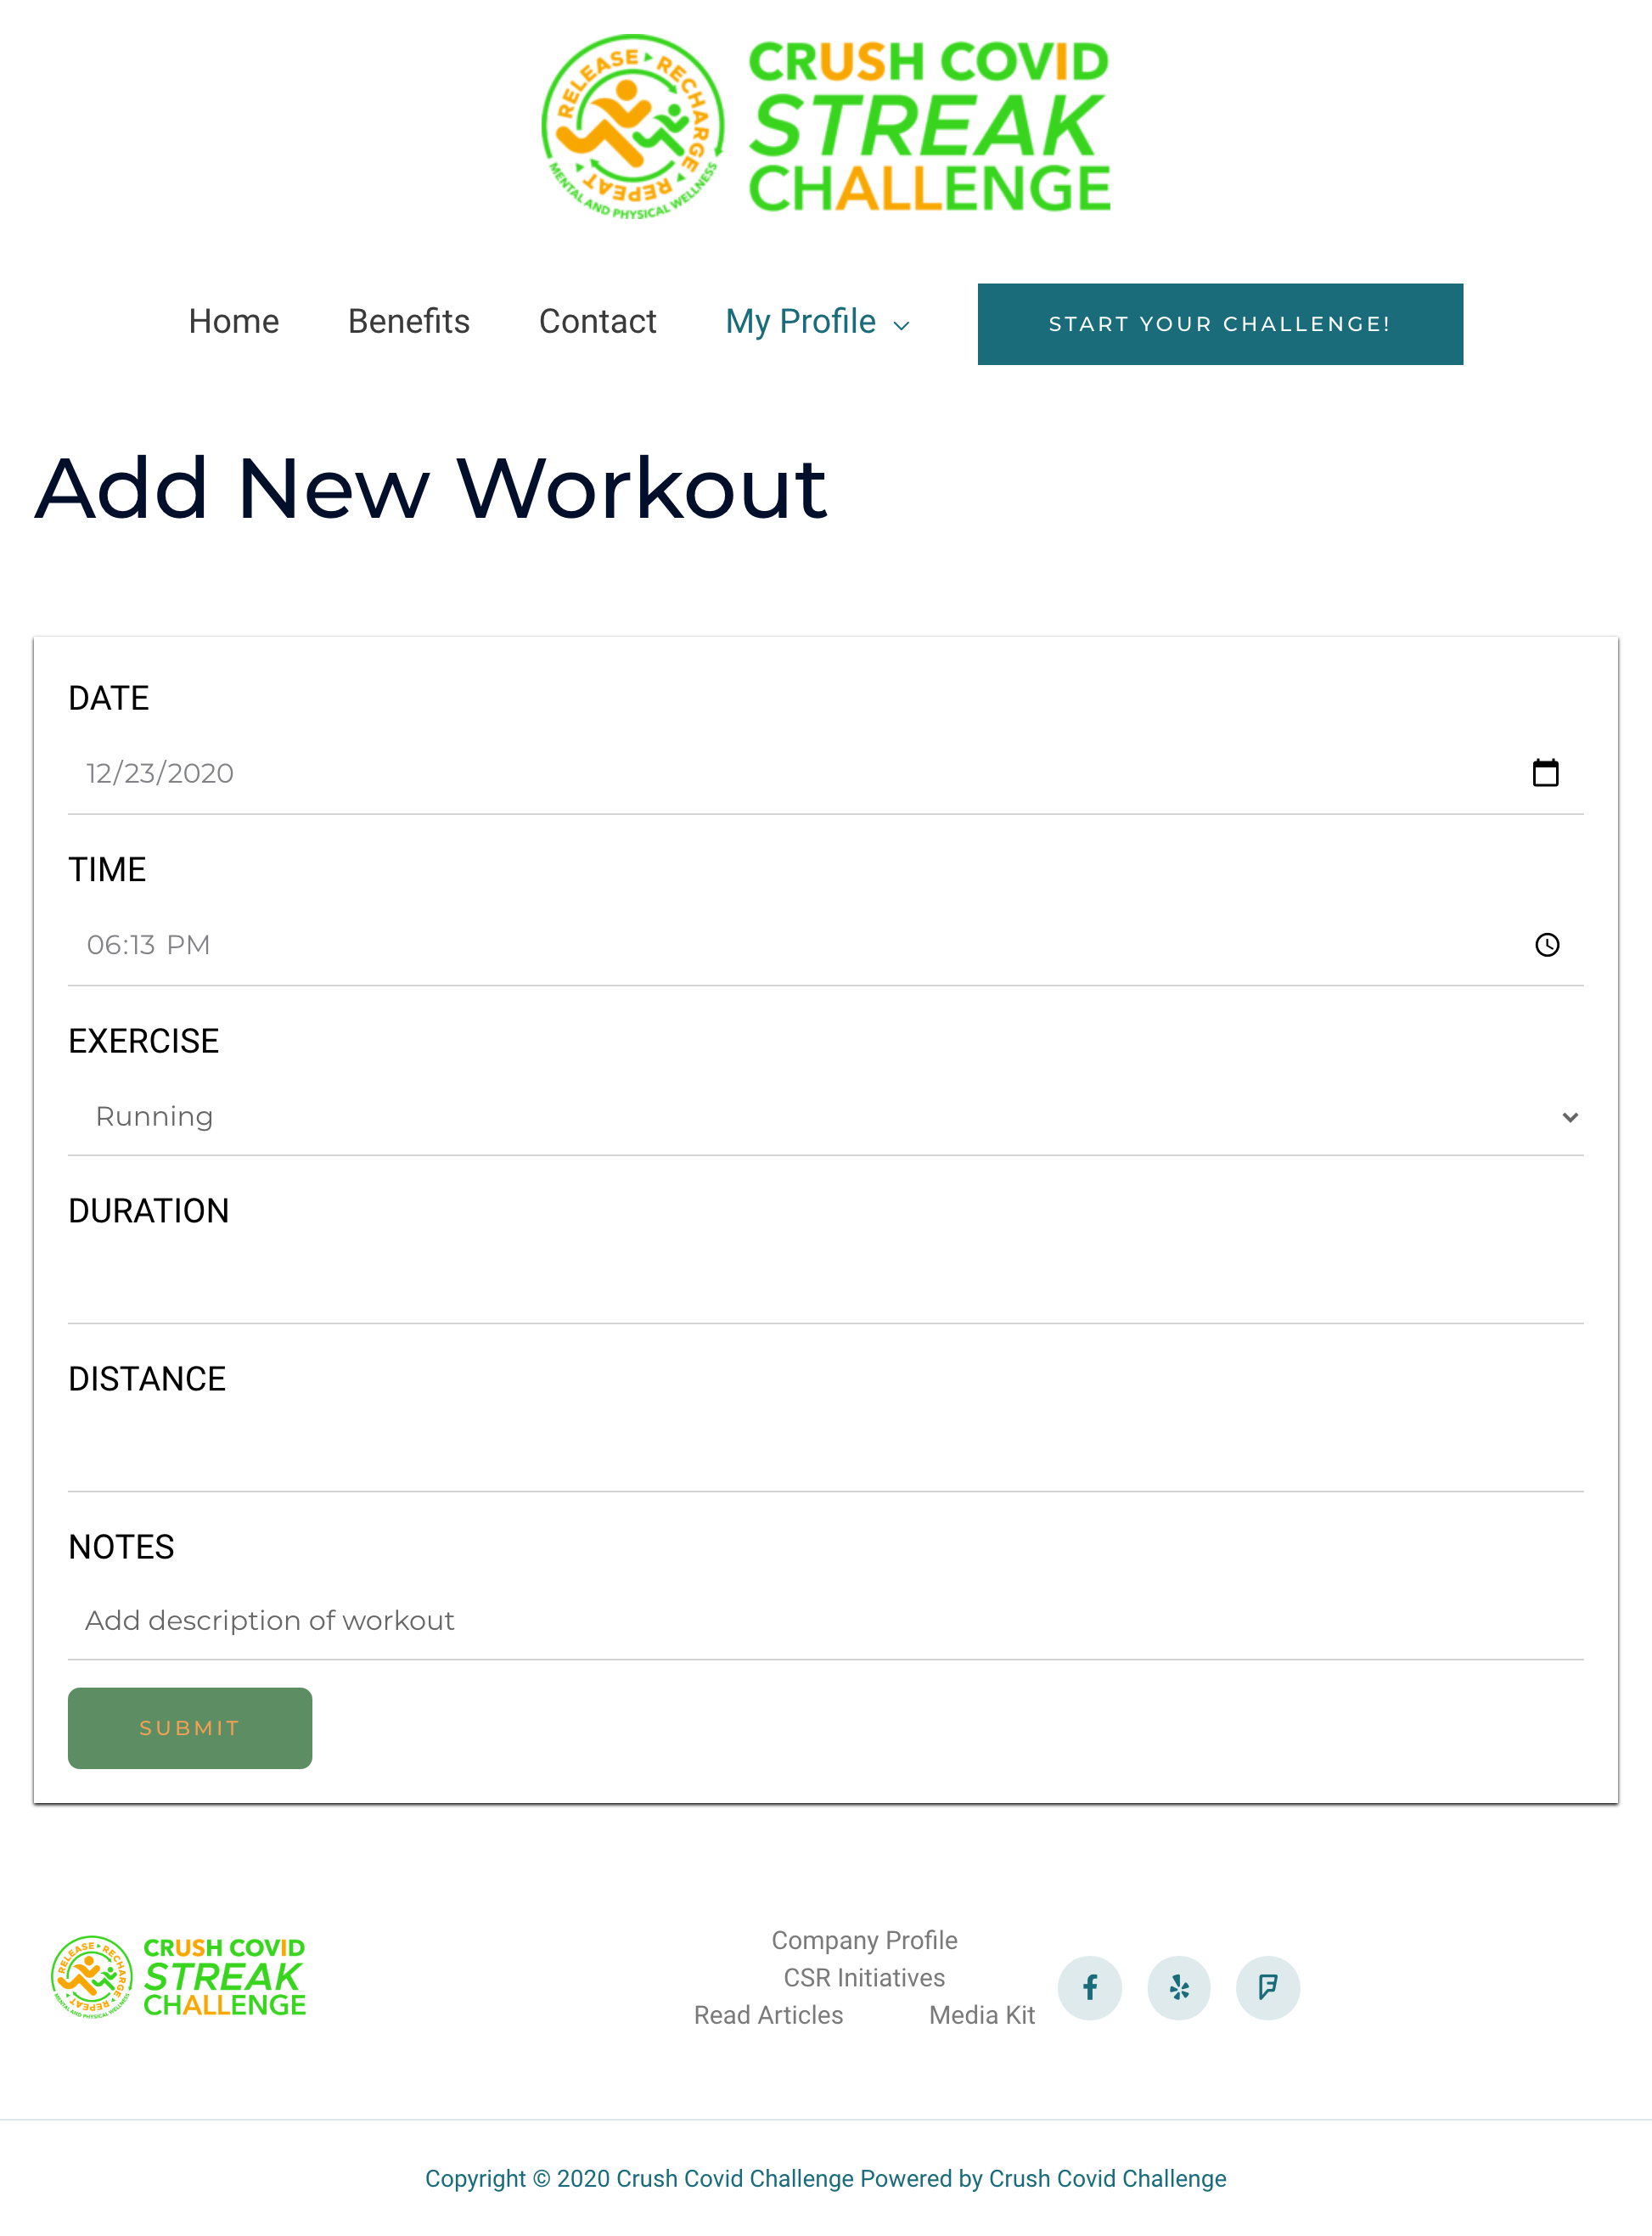 RELEASE RECHARGE REPEAT
MENTAL AND PHYSICAL WELLNESS
CRUSH COVID
STREAK
CHALLENGE
Home
Benefits
Contact
My Profile
START YOUR CHALLENGE!
Add New Workout
DATE
12/23/2020
TIME
06:13 PM
EXERCISE
Running
DURATION
DISTANCE
NOTES
Add description of workout
SUBMIT
RELEASE RECHARGE REPEAT
MENTAL AND PHYSICAL WELLNESS
CRUSH COVID
STREAK
CHALLENGE
Company Profile
CSR Initiatives
Read Articles
Media Kit
Copyright © 2020 Crush Covid Challenge Powered by Crush Covid Challenge